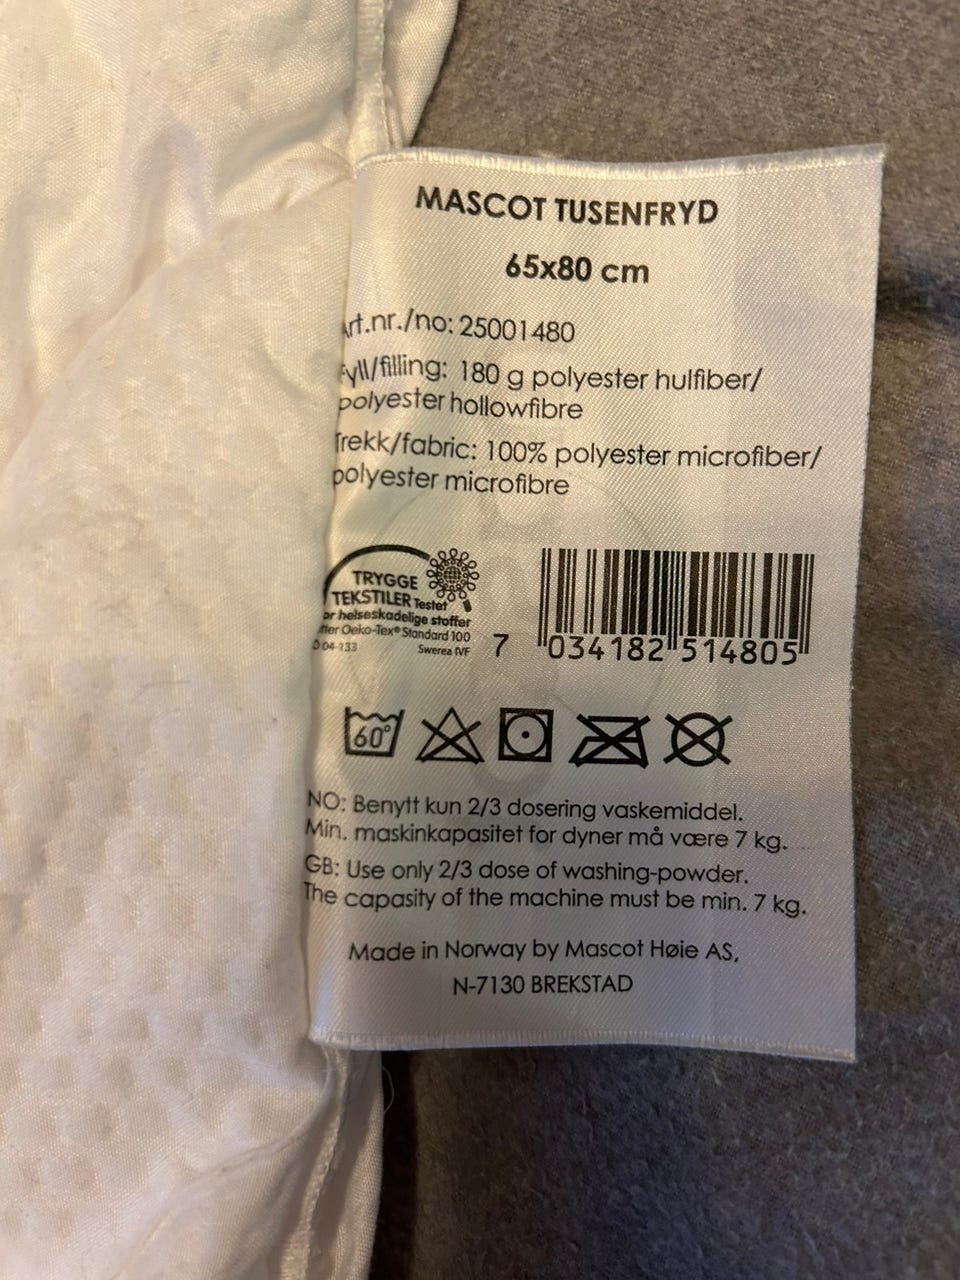 MASCOT TUSENFRYD
65x80 cm
Art.nr./no: 25001480
Fyll/filling: 180 g polyester hulfiber/
polyester hollowfibre
Trekk/fabric: 100% polyester microfiber/
polyester microfibre
TRYGGE
TEKSTILER Testet
for helseskadelige stoffer
etter Oeko-Tex® Standard 100
04-133 Swerea IVF
7 034182 514805
60°
NO: Benytt kun 2/3 dosering vaskemiddel.
Min. maskinkapasitet for dyner må være 7 kg.
GB: Use only 2/3 dose of washing-powder.
The capasity of the machine must be min. 7 kg.
Made in Norway by Mascot Høie AS,
N-7130 BREKSTAD